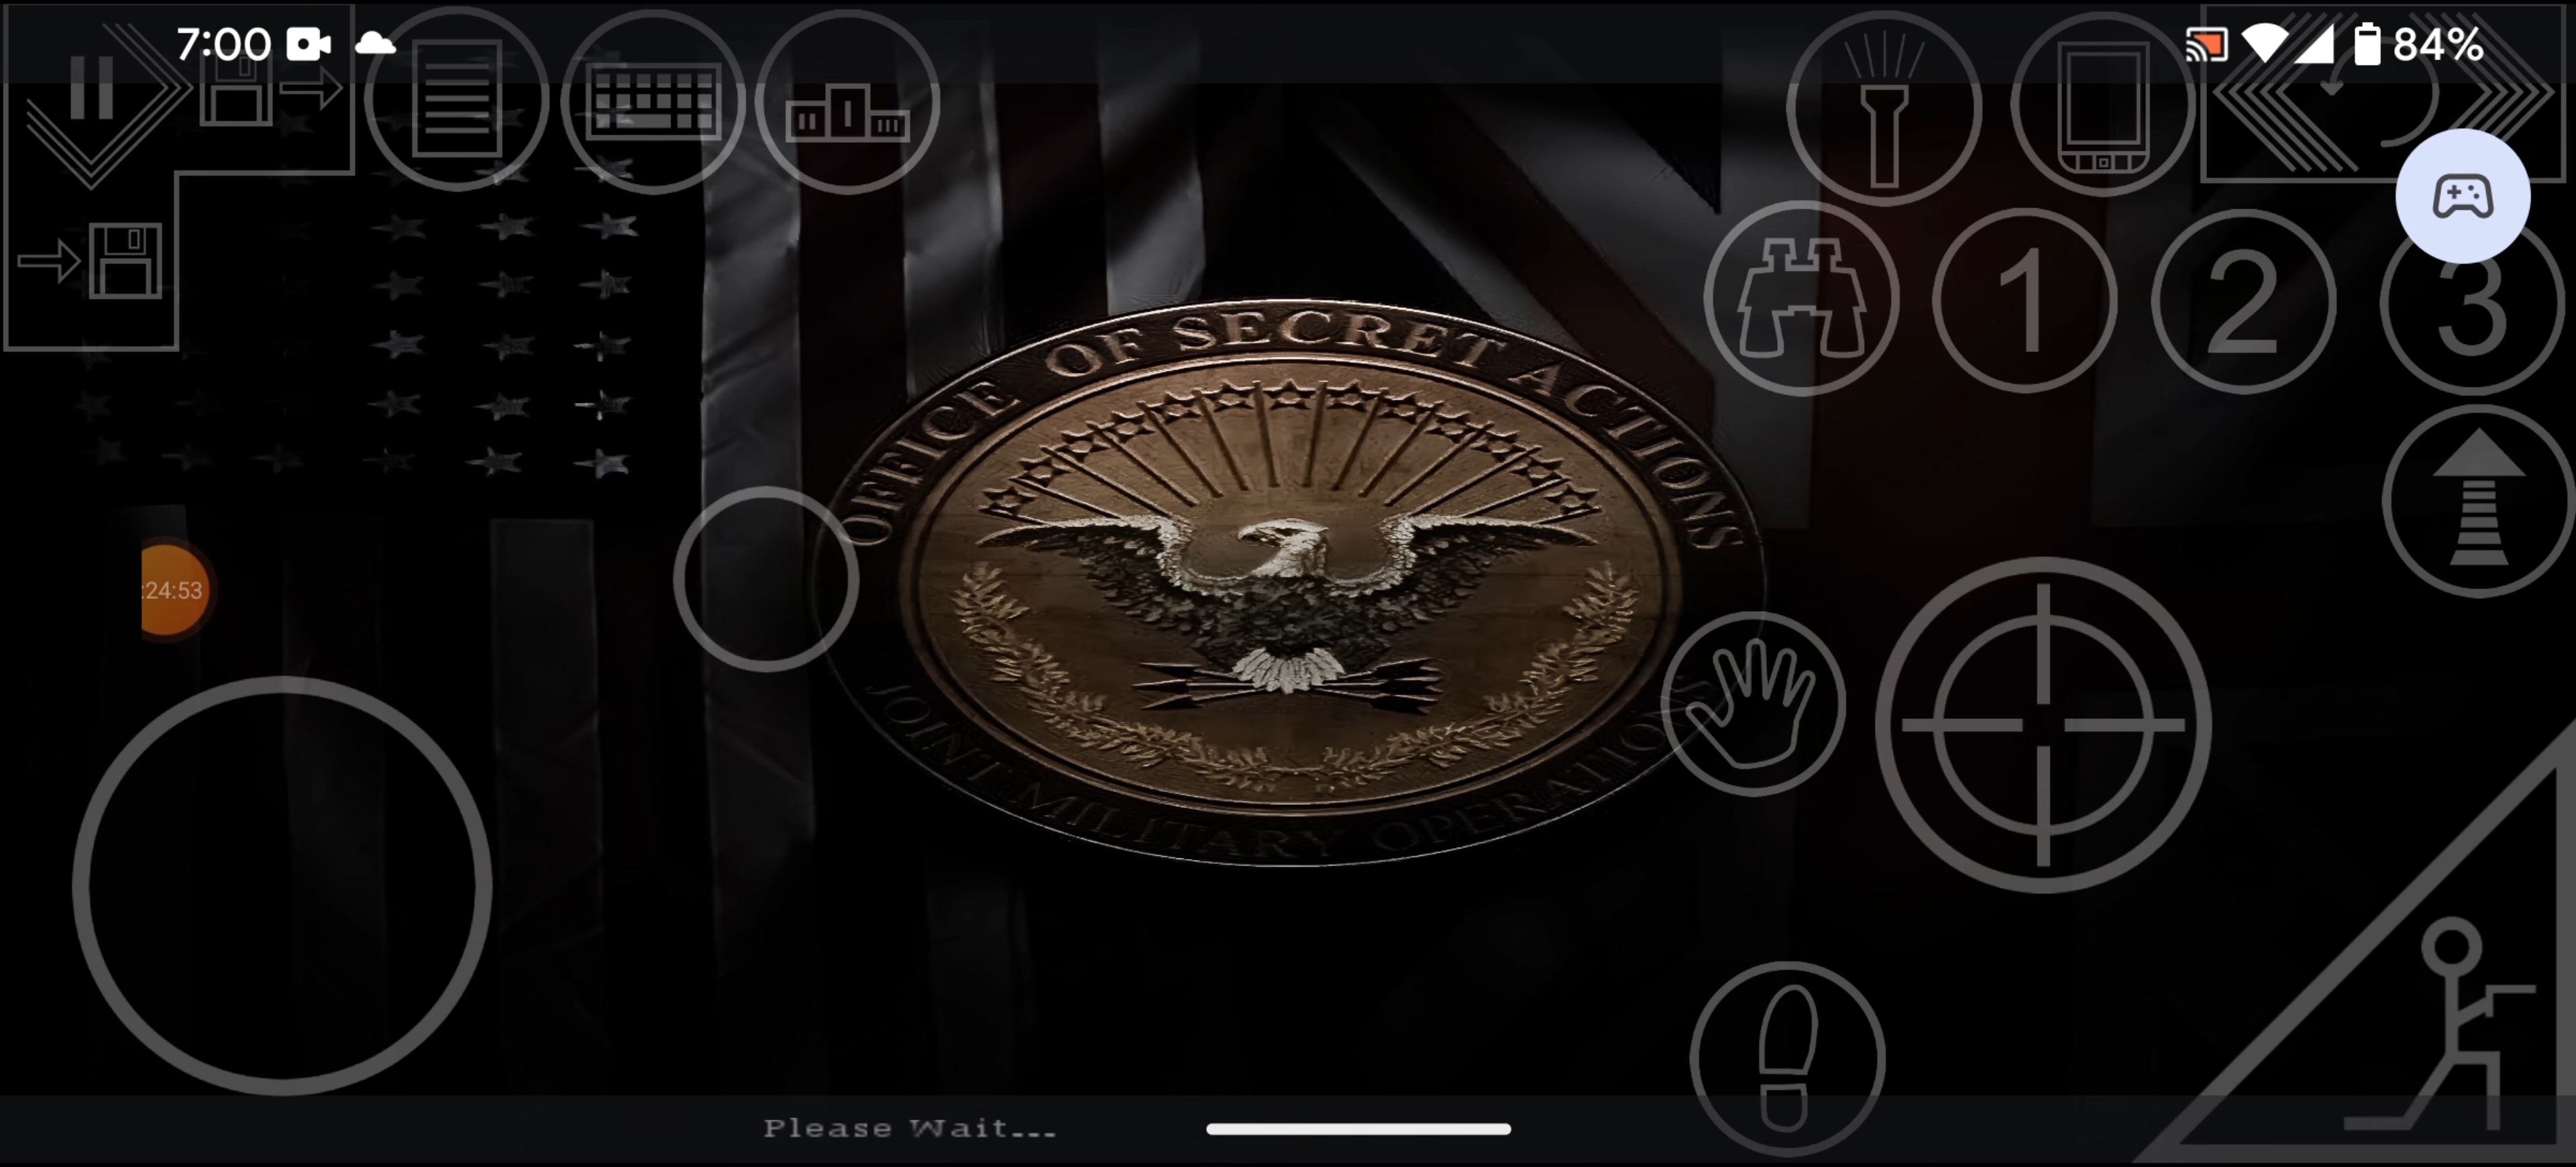 7:00
84%
1
2
3
OFFICE OF SECRET ACTIONS
:24:53
JOINT MILITARY OPERATIONS
Please Wait...